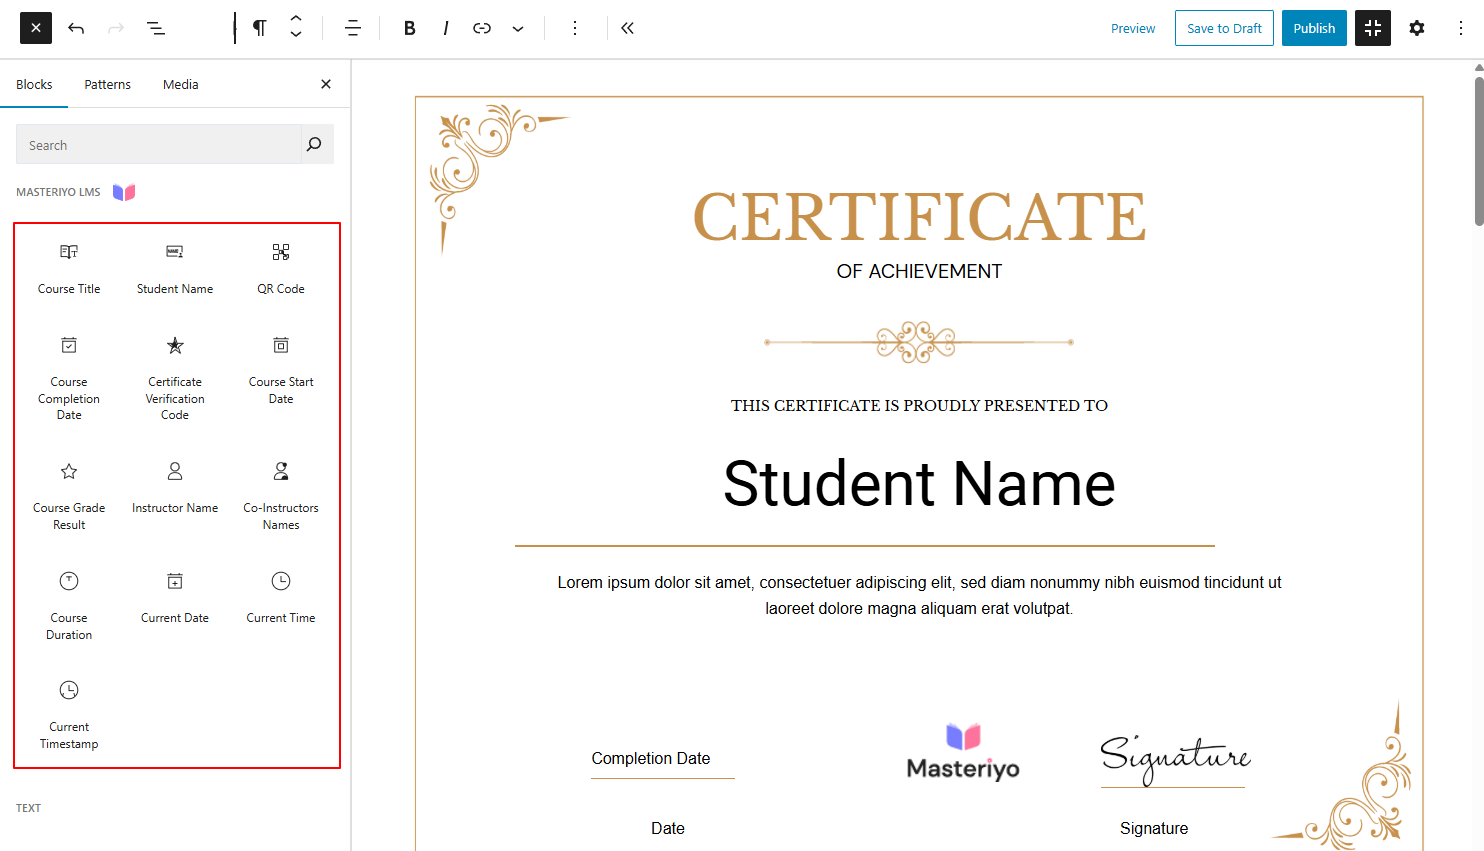 Preview
Save to Draft
Publish
Blocks
Patterns
Media
Search
MASTERIYO LMS
Course Title
Student Name
QR Code
Course
Completion
Date
Certificate
Verification
Code
Course Start
Date
Course Grade
Result
Instructor Name
Co-Instructors
Names
Course
Duration
Current Date
Current Time
Current
Timestamp
TEXT
CERTIFICATE
OF ACHIEVEMENT
THIS CERTIFICATE IS PROUDLY PRESENTED TO
Student Name
Lorem ipsum dolor sit amet, consectetuer adipiscing elit, sed diam nonummy nibh euismod tincidunt ut
laoreet dolore magna aliquam erat volutpat.
Completion Date
Masteriyo
Signature
Date
Signature